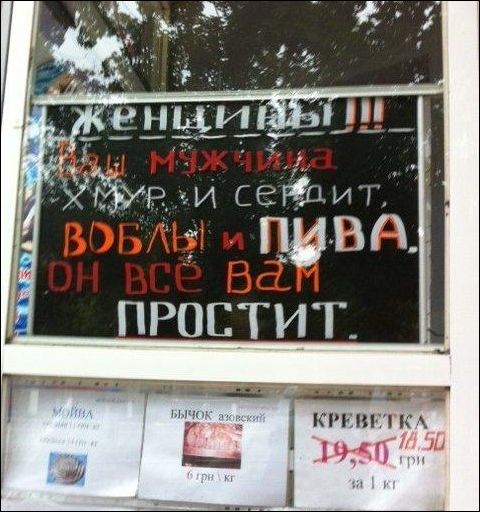 Женщины!!!
Ваш мужчина
хмур и сердит,
ВОБЛЫ и ПИВА.
ОН ВСЁ Вам
ПРОСТИТ.
МОЙВА
БЫЧОК азовский
6 грн \ кг
КРЕВЕТКА
19,50 18.50
грн
за 1 кг